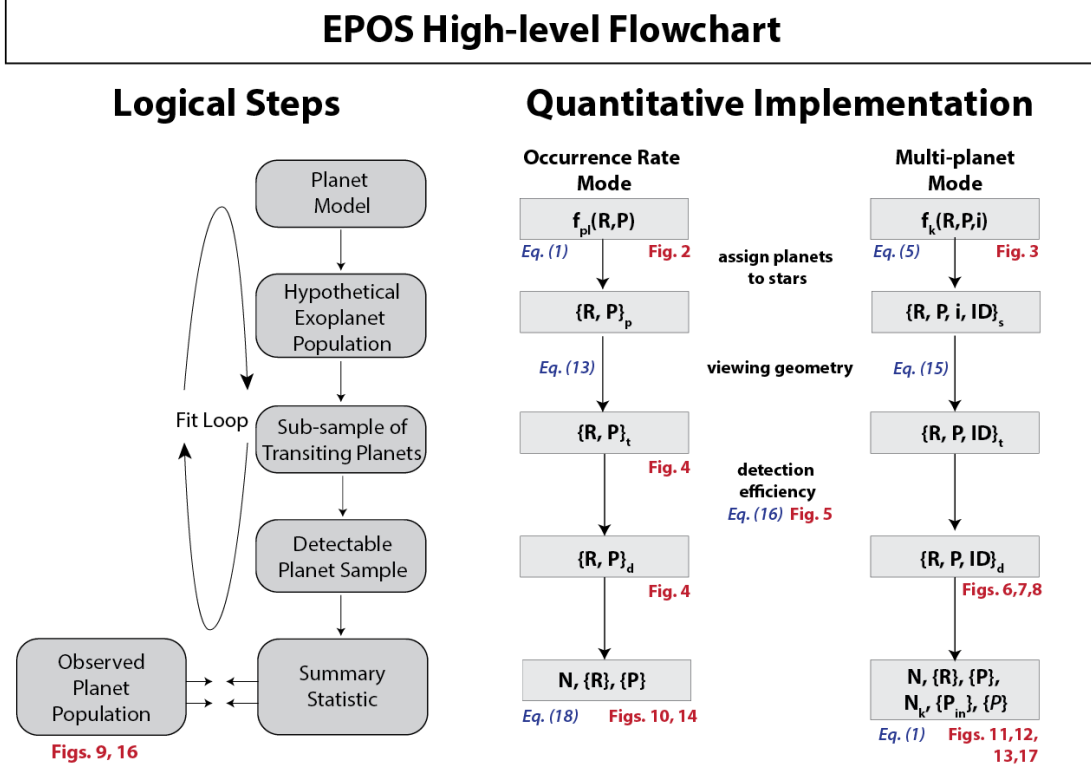 EPOS High-level Flowchart
Logical Steps
Planet
Model
Hypothetical
Exoplanet
Population
Fit Loop
Sub-sample of
Transiting Planets
Detectable
Planet Sample
Observed
Planet
Population
Summary
Statistic
Figs. 9, 16
Quantitative Implementation
Occurrence Rate
Mode
Multi-planet
Mode
fpl(R,P)
fk(R,P,i)
Eq. (1) Fig. 2
assign planets
to stars
Eq. (5) Fig. 3
{R, P}p
{R, P, i, ID}s
Eq. (13)
viewing geometry
Eq. (15)
{R, P}t
{R, P, ID}t
Fig. 4
detection
efficiency
Eq. (16) Fig. 5
{R, P}d
{R, P, ID}d
Fig. 4
Figs. 6,7,8
N, {R}, {P}
N, {R}, {P},
Nk, {Pin}, {P}
Eq. (18) Figs. 10, 14
Eq. (1) Figs. 11,12,
13,17